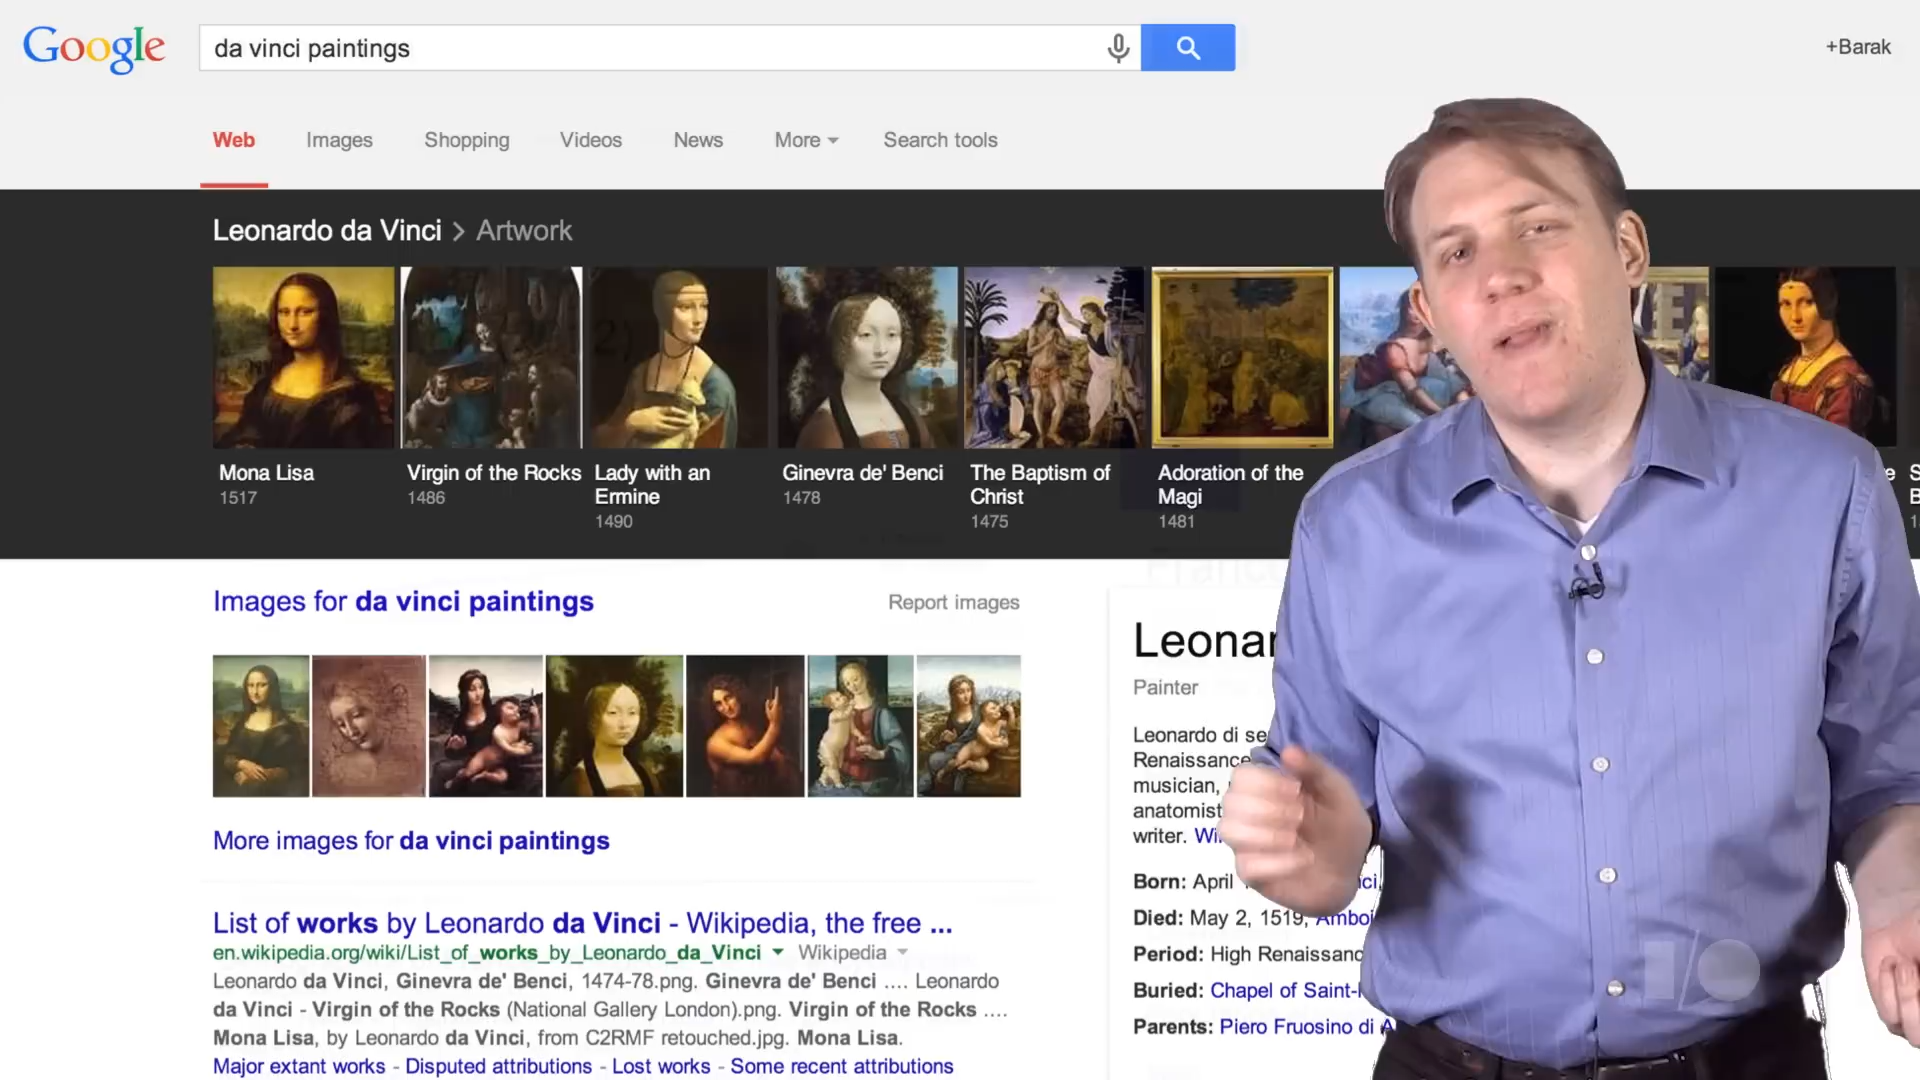 Google
da vinci paintings
+Barak
Web
Images
Shopping
Videos
News
More
Search tools
Leonardo da Vinci > Artwork
Mona Lisa
1517
Virgin of the Rocks
1486
Lady with an
Ermine
1490
Ginevra de' Benci
1478
The Baptism of
Christ
1475
Adoration of the
Magi
1481
Images for da vinci paintings
Report images
More images for da vinci paintings
List of works by Leonardo da Vinci - Wikipedia, the free ...
en.wikipedia.org/wiki/List_of_works_by_Leonardo_da_Vinci
Wikipedia
Leonardo da Vinci, Ginevra de' Benci, 1474-78.png. Ginevra de' Benci .... Leonardo
da Vinci - Virgin of the Rocks (National Gallery London).png. Virgin of the Rocks ....
Mona Lisa, by Leonardo da Vinci, from C2RMF retouched.jpg. Mona Lisa.
Major extant works - Disputed attributions - Lost works - Some recent attributions
Painter
Leonardo di
Renaissance
musician,
anatomist
writer.
Born: April
Died: May 2, 1519,
Period: High
Buried: Chapel of
Parents: Piero Fruosino di
I/O